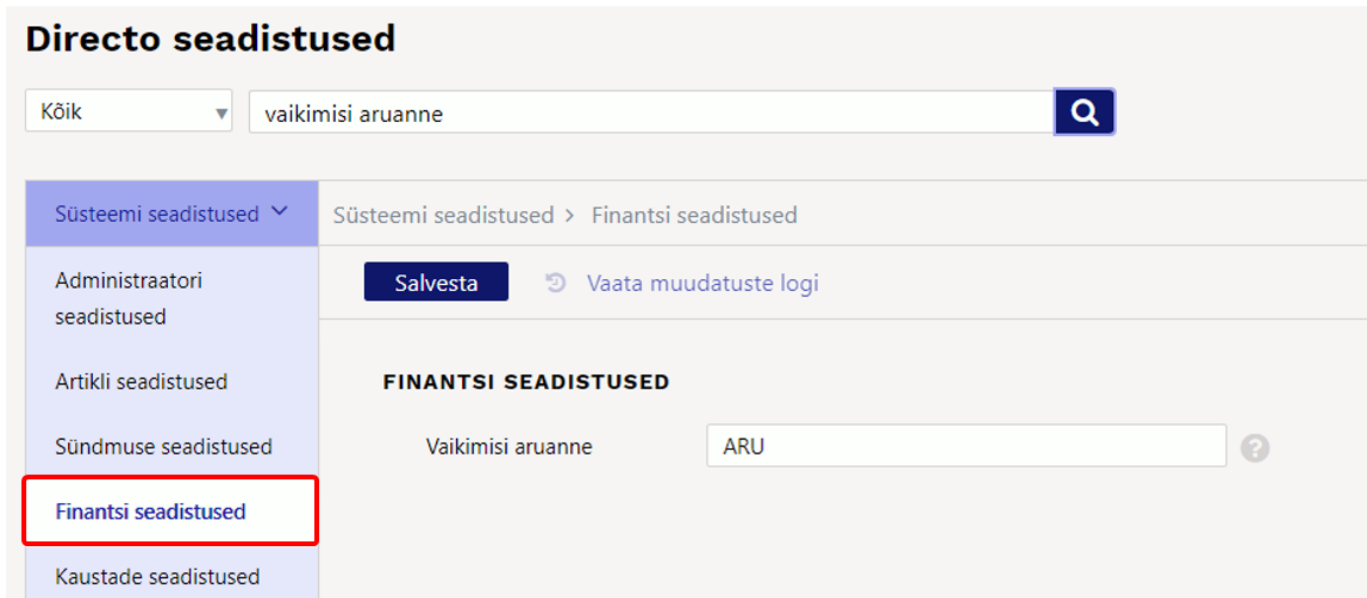 Directo seadistused
Kõik
vaikimisi aruanne
Süsteemi seadistused
Süsteemi seadistused > Finantsi seadistused
Administraatori
seadistused
Salvesta
Vaata muudatuste logi
Artikli seadistused
FINANTSI SEADISTUSED
Sündmuse seadistused
Vaikimisi aruanne
ARU
?
Finantsi seadistused
Kaustade seadistused